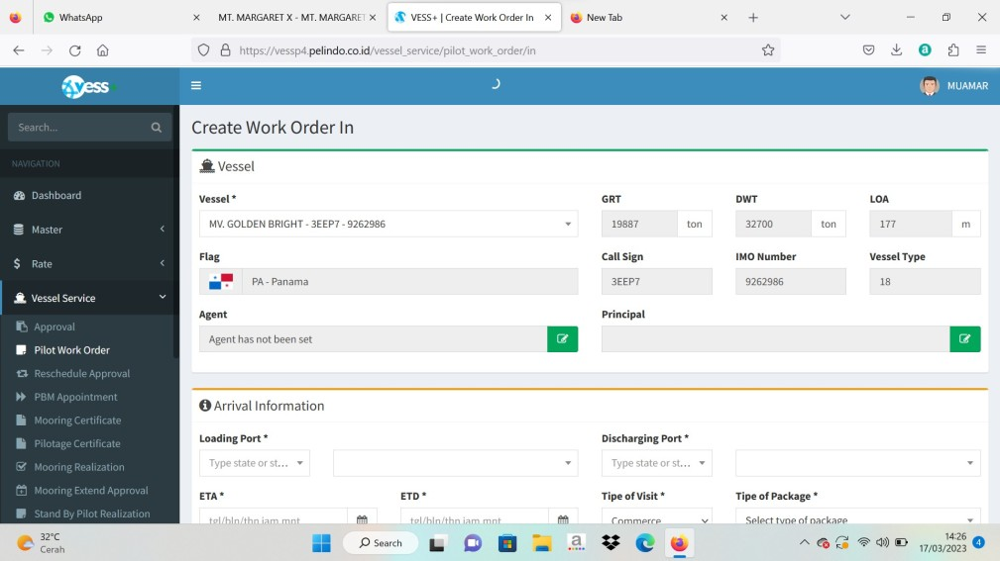 WhatsApp
MT. MARGARET X - MT. MARGARET
VESS+ | Create Work Order In
New Tab
https://vessp4.pelindo.co.id/vessel_service/pilot_work_order/in
Vess+
MUAMAR
Search...
NAVIGATION
Dashboard
Master
Rate
Vessel Service
Approval
Pilot Work Order
Reschedule Approval
PBM Appointment
Mooring Certificate
Pilotage Certificate
Mooring Realization
Mooring Extend Approval
Stand By Pilot Realization
Create Work Order In
Vessel
Vessel * GRT DWT LOA
MV. GOLDEN BRIGHT - 3EEP7 - 9262986 19887 ton 32700 ton 177 m
Flag Call Sign IMO Number Vessel Type
PA - Panama 3EEP7 9262986 18
Agent Principal
Agent has not been set
Arrival Information
Loading Port * Discharging Port *
Type state or st... Type state or st...
ETA * ETD * Tipe of Visit * Tipe of Package *
tgl/bln/thn jam mnt tgl/bln/thn jam mnt Commerce Select type of package
32°C
Cerah
Search
14:26
17/03/2023
4